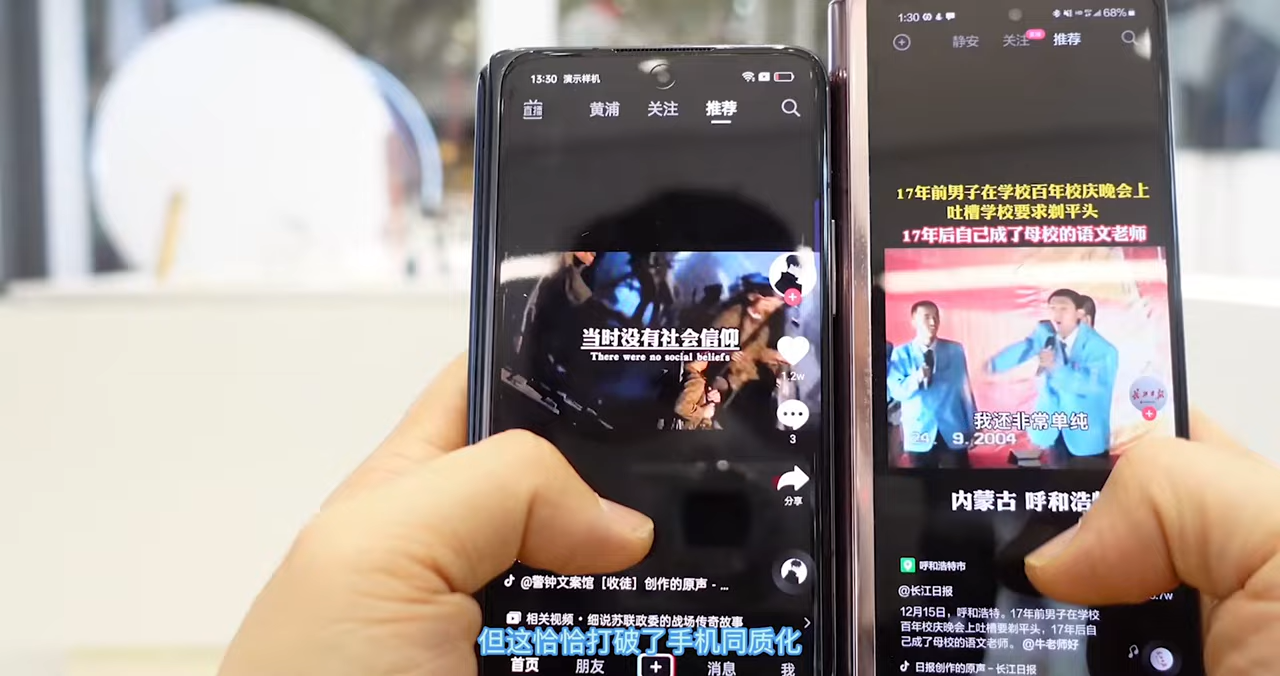 13:30 演示样机
直播 黄浦 关注 推荐
当时没有社会信仰
There were no social beliefs
1.2w
3
分享
@警钟文案馆［收徒］创作的原声 - ...
相关视频・细说苏联政委的战场传奇故事
首页 朋友 消息 我
1:30
68%
静安 关注 推荐
17年前男子在学校百年校庆晚会上
吐槽学校要求剃平头
17年后自己成了母校的语文老师
我还非常单纯
24. 9. 2004
长江日报
内蒙古 呼和浩
呼和浩特市
@长江日报
12月15日，呼和浩特。17年前男子在学校
百年校庆晚会上吐槽要剃平头，17年后自
己成了母校的语文老师。 @牛老师好
日报创作的原声 - 长江日报
但这恰恰打破了手机同质化